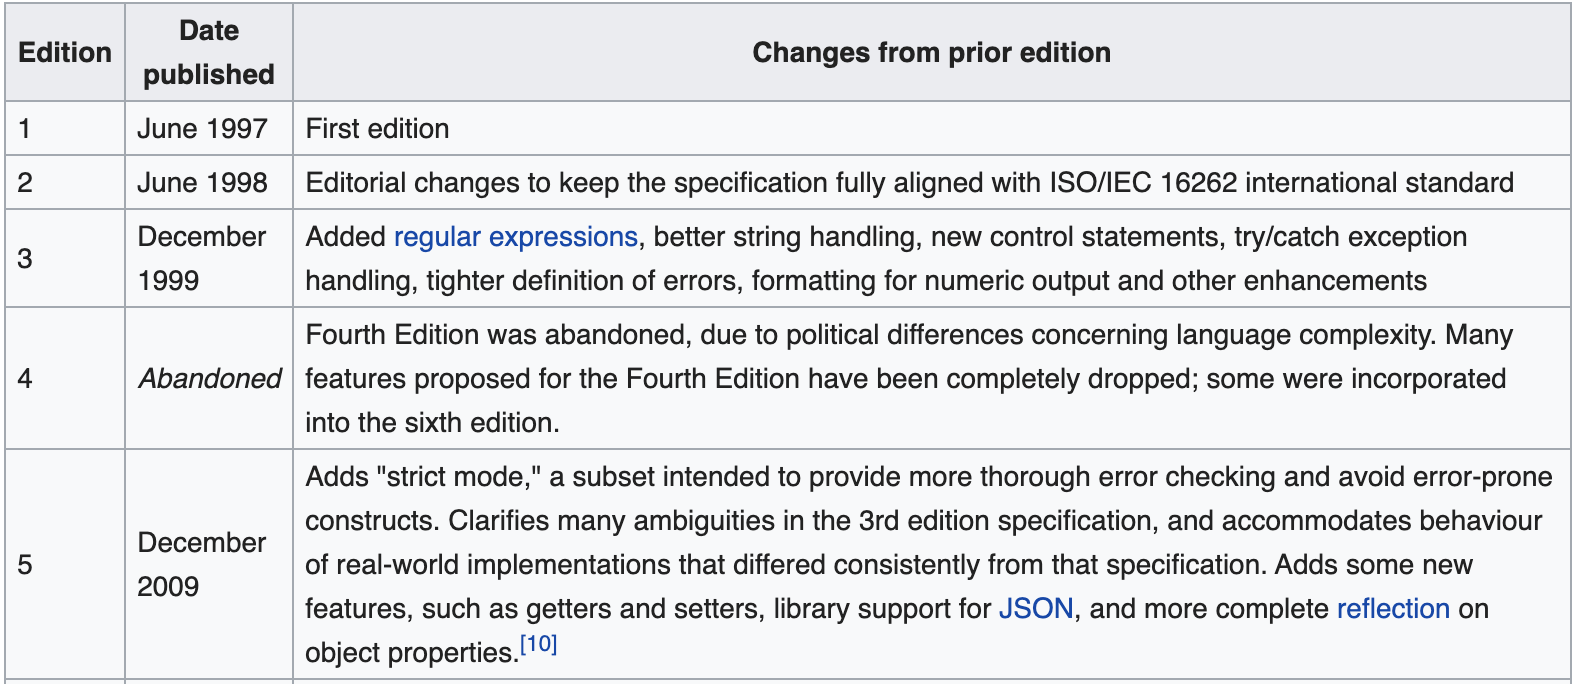 Edition
Date
published
Changes from prior edition
1
June 1997
First edition
2
June 1998
Editorial changes to keep the specification fully aligned with ISO/IEC 16262 international standard
3
December
1999
Added regular expressions, better string handling, new control statements, try/catch exception
handling, tighter definition of errors, formatting for numeric output and other enhancements
4
Abandoned
Fourth Edition was abandoned, due to political differences concerning language complexity. Many
features proposed for the Fourth Edition have been completely dropped; some were incorporated
into the sixth edition.
5
December
2009
Adds "strict mode," a subset intended to provide more thorough error checking and avoid error-prone
constructs. Clarifies many ambiguities in the 3rd edition specification, and accommodates behaviour
of real-world implementations that differed consistently from that specification. Adds some new
features, such as getters and setters, library support for JSON, and more complete reflection on
object properties.[10]